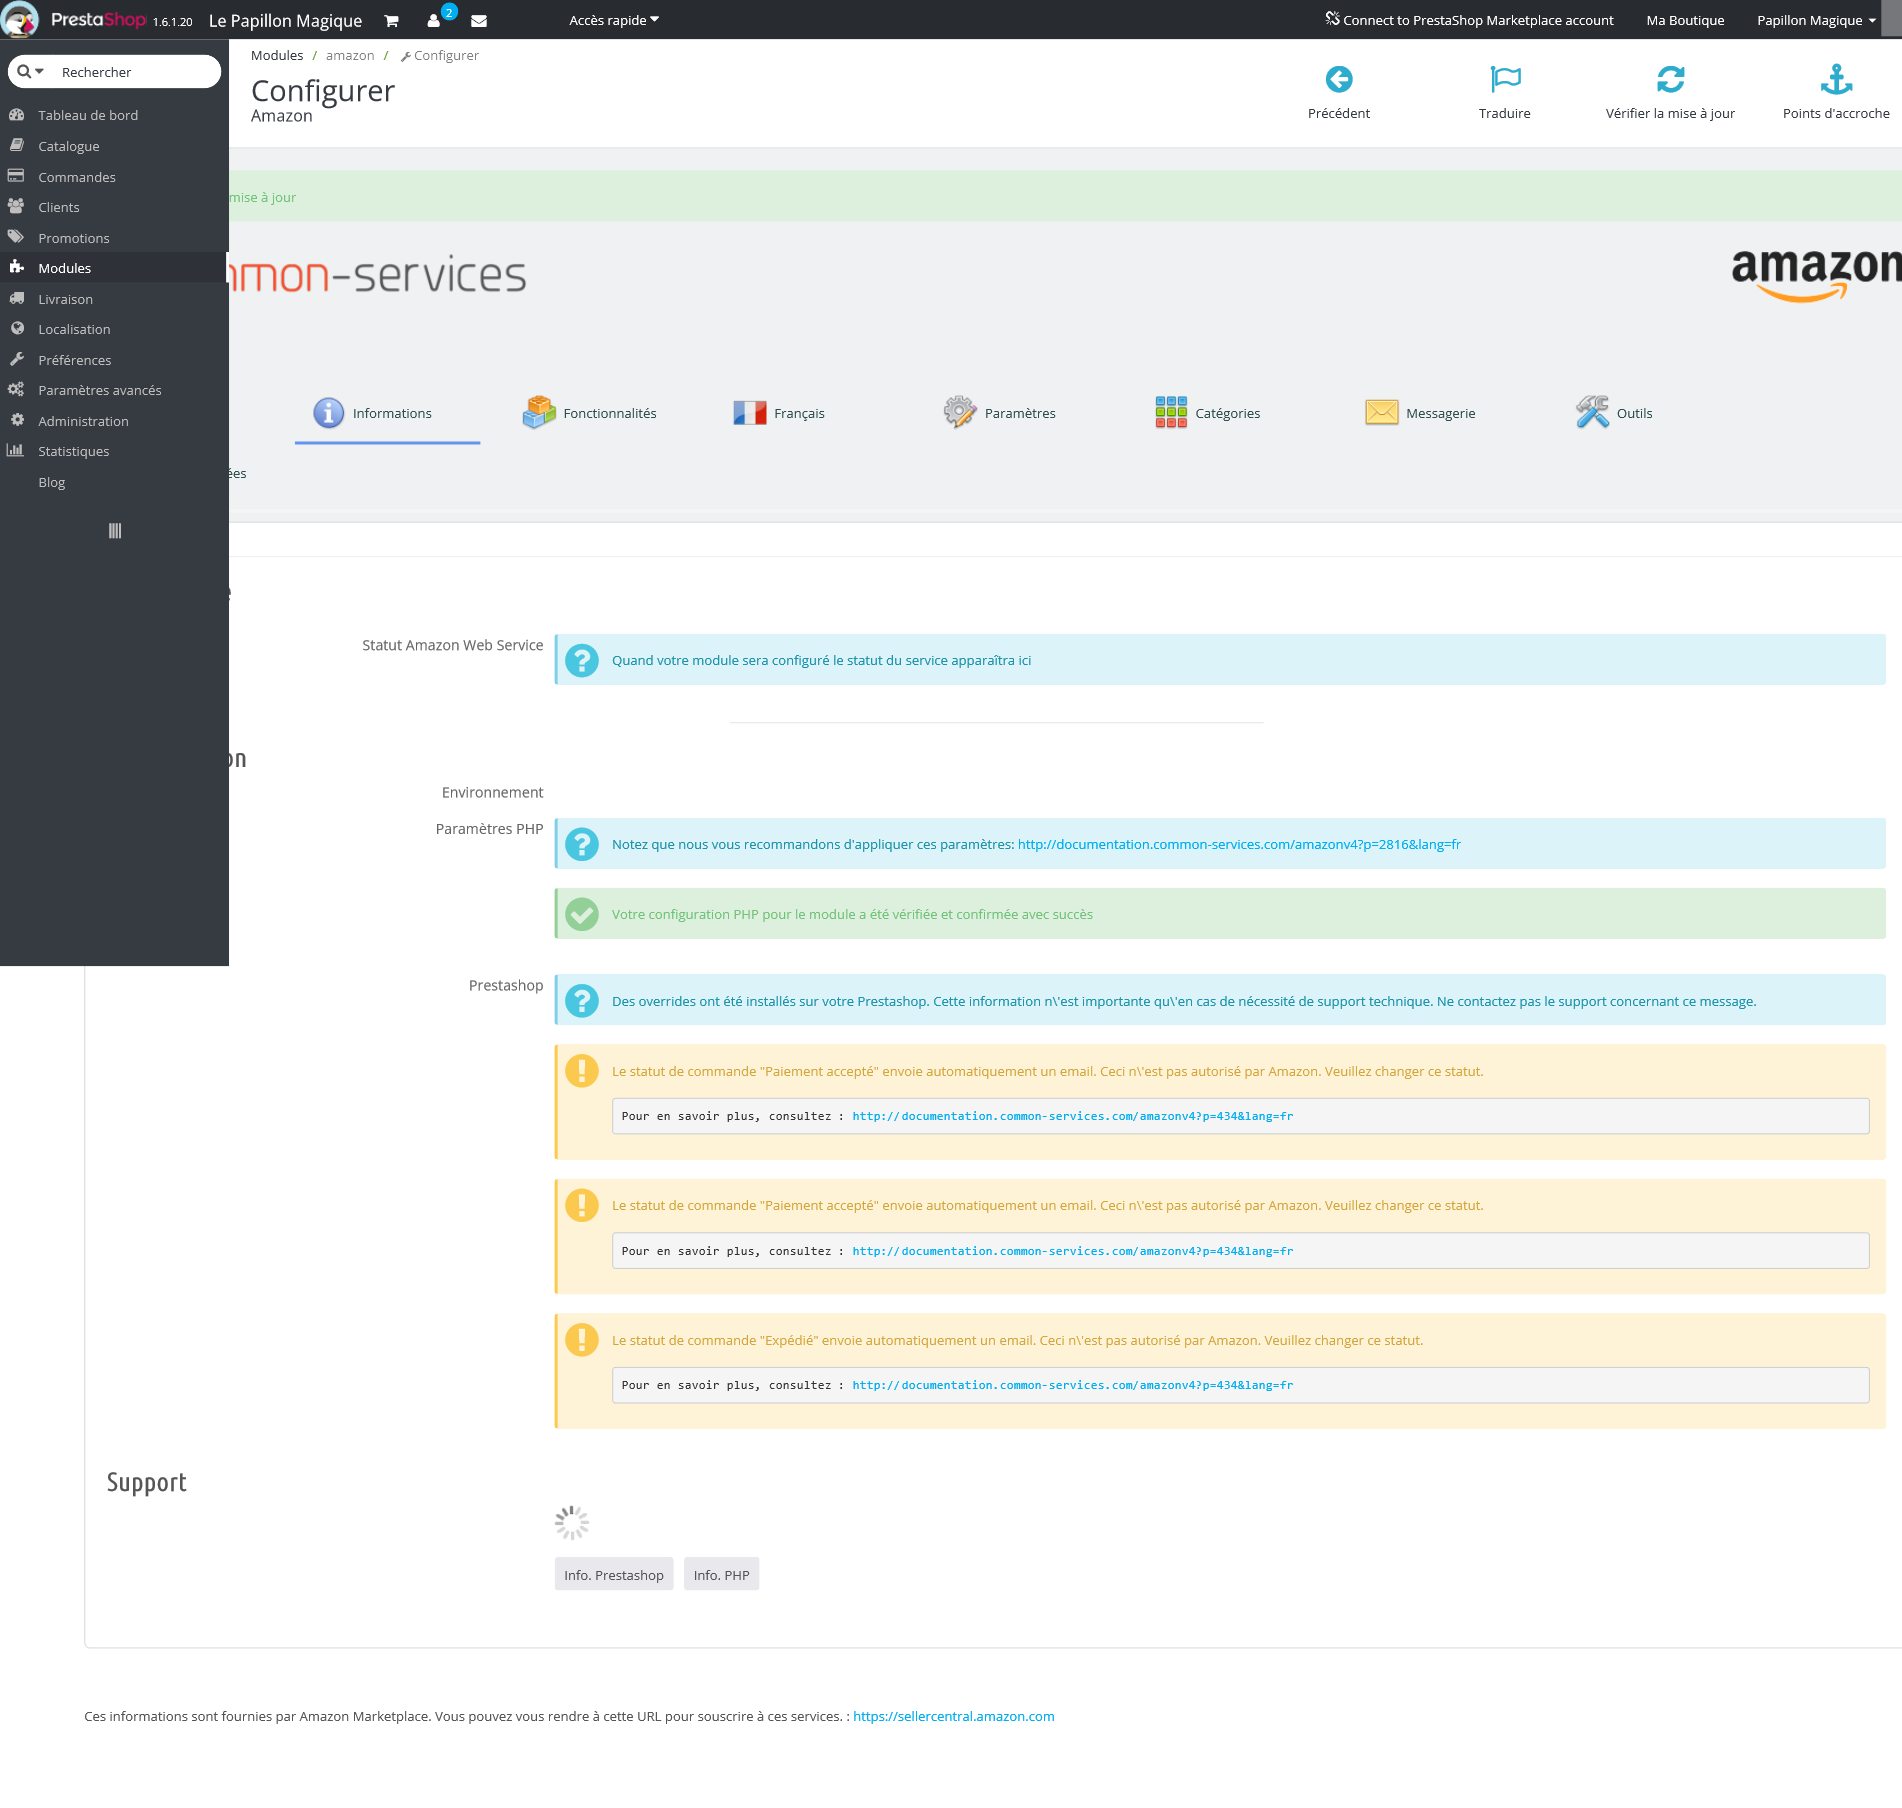 PrestaShop 1.6.1.20 Le Papillon Magique 2 Accès rapide Connect to PrestaShop Marketplace account Ma Boutique Papillon Magique
Rechercher
Tableau de bord
Catalogue
Commandes
Clients
Promotions
Modules
Livraison
Localisation
Préférences
Paramètres avancés
Administration
Statistiques
Blog
Modules / amazon / Configurer
Configurer
Amazon
Précédent Traduire Vérifier la mise à jour Points d'accroche
mise à jour
mon-services amazon
Informations Fonctionnalités Français Paramètres Catégories Messagerie Outils
ées
Statut Amazon Web Service
Quand votre module sera configuré le statut du service apparaîtra ici
on
Environnement
Paramètres PHP
Notez que nous vous recommandons d'appliquer ces paramètres: http://documentation.common-services.com/amazonv4?p=2816&lang=fr
Votre configuration PHP pour le module a été vérifiée et confirmée avec succès
Prestashop
Des overrides ont été installés sur votre Prestashop. Cette information n\'est importante qu\'en cas de nécessité de support technique. Ne contactez pas le support concernant ce message.
Le statut de commande "Paiement accepté" envoie automatiquement un email. Ceci n\'est pas autorisé par Amazon. Veuillez changer ce statut.
Pour en savoir plus, consultez : http://documentation.common-services.com/amazonv4?p=434&lang=fr
Le statut de commande "Paiement accepté" envoie automatiquement un email. Ceci n\'est pas autorisé par Amazon. Veuillez changer ce statut.
Pour en savoir plus, consultez : http://documentation.common-services.com/amazonv4?p=434&lang=fr
Le statut de commande "Expédié" envoie automatiquement un email. Ceci n\'est pas autorisé par Amazon. Veuillez changer ce statut.
Pour en savoir plus, consultez : http://documentation.common-services.com/amazonv4?p=434&lang=fr
Support
Info. Prestashop Info. PHP
Ces informations sont fournies par Amazon Marketplace. Vous pouvez vous rendre à cette URL pour souscrire à ces services. : https://sellercentral.amazon.com